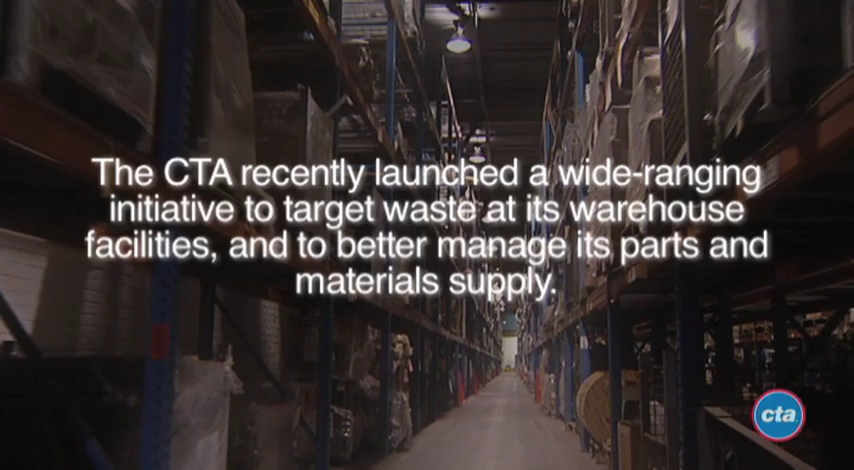 The CTA recently launched a wide-ranging
initiative to target waste at its warehouse
facilities, and to better manage its parts and
materials supply.
cta